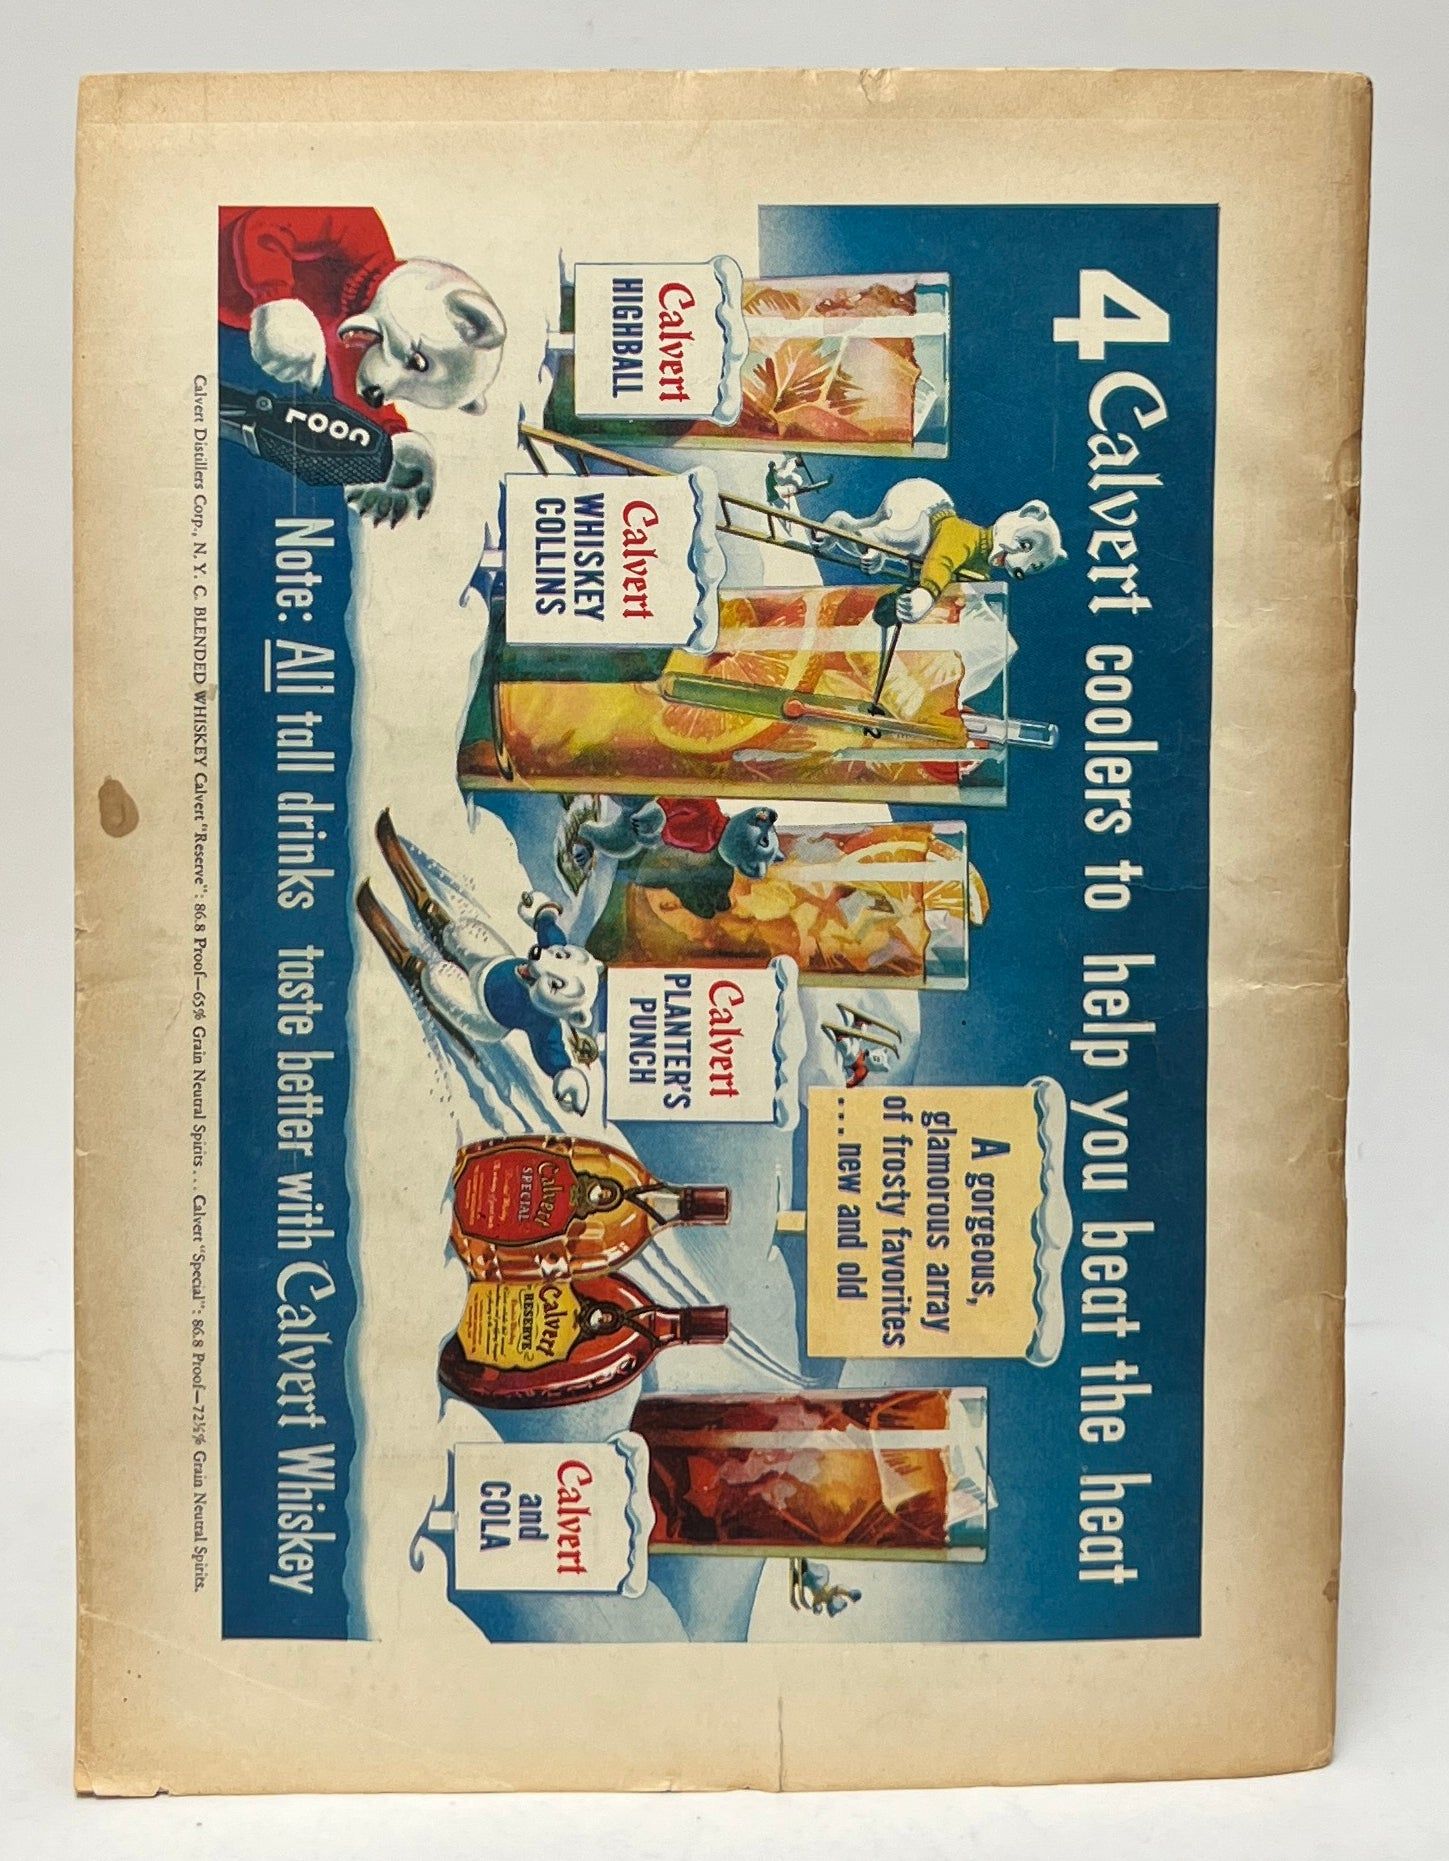 4 Calvert coolers to help you beat the heat
Calvert
HIGHBALL
Calvert
WHISKEY
COLLINS
Calvert
PLANTER'S
PUNCH
A gorgeous,
glamorous array
of frosty favorites
...new and old
Calvert
SPECIAL
Calvert
RESERVE
Calvert
and
COLA
COOL
Note: All tall drinks taste better with Calvert Whiskey
Calvert Distillers Corp., N. Y. C. BLENDED WHISKEY Calvert "Reserve": 86.8 Proof—65% Grain Neutral Spirits... Calvert "Special": 86.8 Proof—72½% Grain Neutral Spirits.